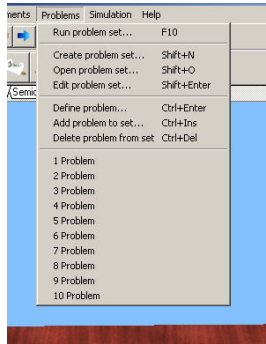 ments Problems Simulation Help
Run problem set... F10
Create problem set... Shift+N
Open problem set... Shift+O
(Semic
Edit problem set... Shift+Enter
Define problem... Ctrl+Enter
Add problem to set... Ctrl+Ins
Delete problem from set Ctrl+Del
1 Problem
2 Problem
3 Problem
4 Problem
5 Problem
6 Problem
7 Problem
8 Problem
9 Problem
10 Problem